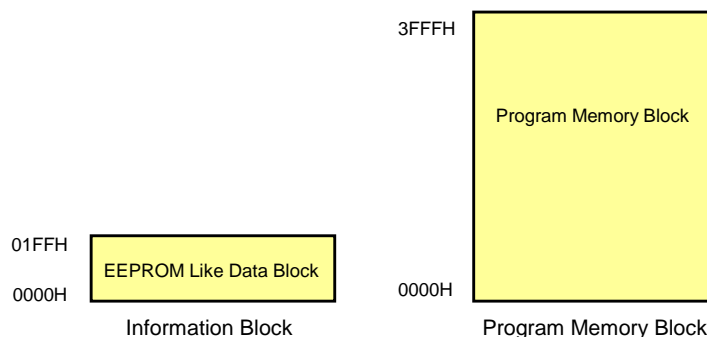 3FFFH
Program Memory Block
01FFH
EEPROM Like Data Block
0000H
0000H
Information Block
Program Memory Block